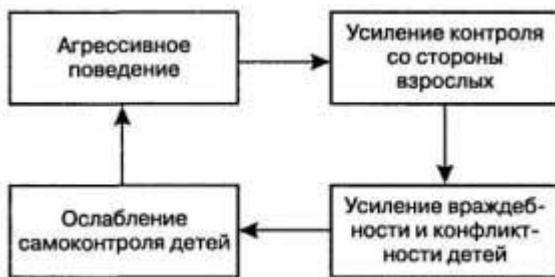 Агрессивное
поведение
Усиление контроля
со стороны
взрослых
Ослабление
самоконтроля детей
Усиление враждеб-
ности и конфликт-
ности детей